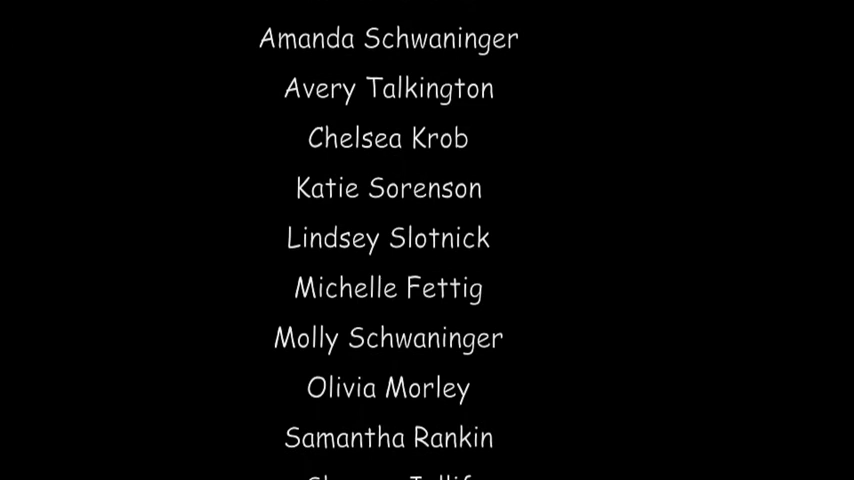 Amanda Schwaninger
Avery Talkington
Chelsea Krob
Katie Sorenson
Lindsey Slotnick
Michelle Fettig
Molly Schwaninger
Olivia Morley
Samantha Rankin